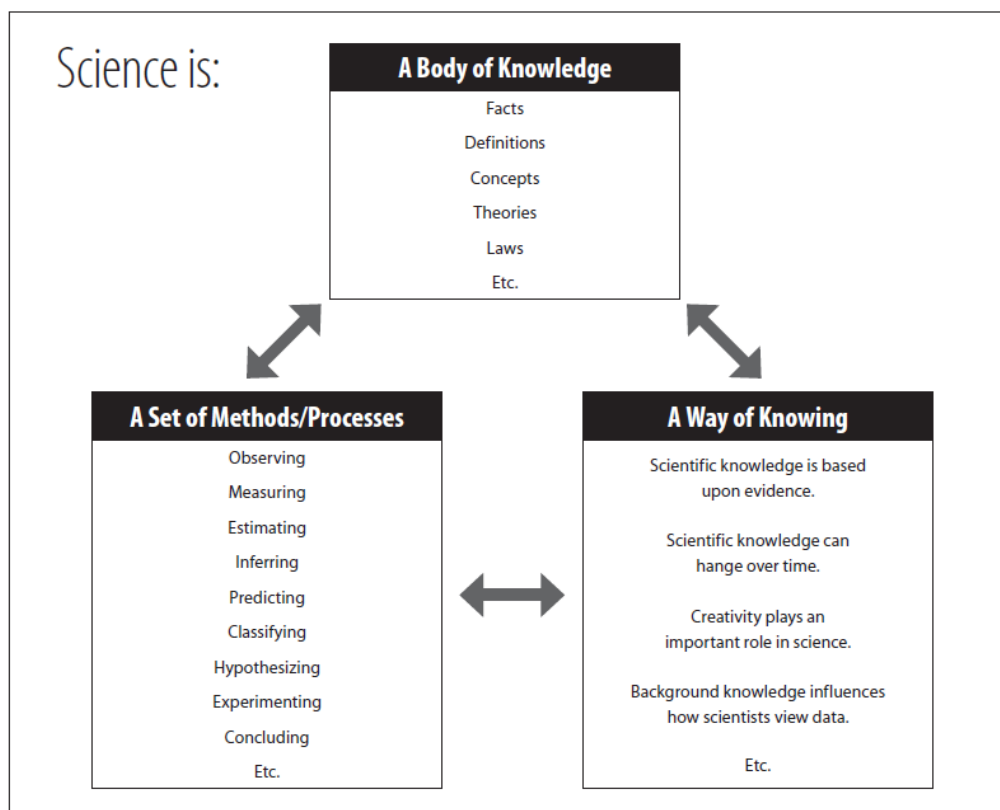 Science is:
A Body of Knowledge
Facts
Definitions
Concepts
Theories
Laws
Etc.
A Set of Methods/Processes
Observing
Measuring
Estimating
Inferring
Predicting
Classifying
Hypothesizing
Experimenting
Concluding
Etc.
A Way of Knowing
Scientific knowledge is based
upon evidence.
Scientific knowledge can
hange over time.
Creativity plays an
important role in science.
Background knowledge influences
how scientists view data.
Etc.